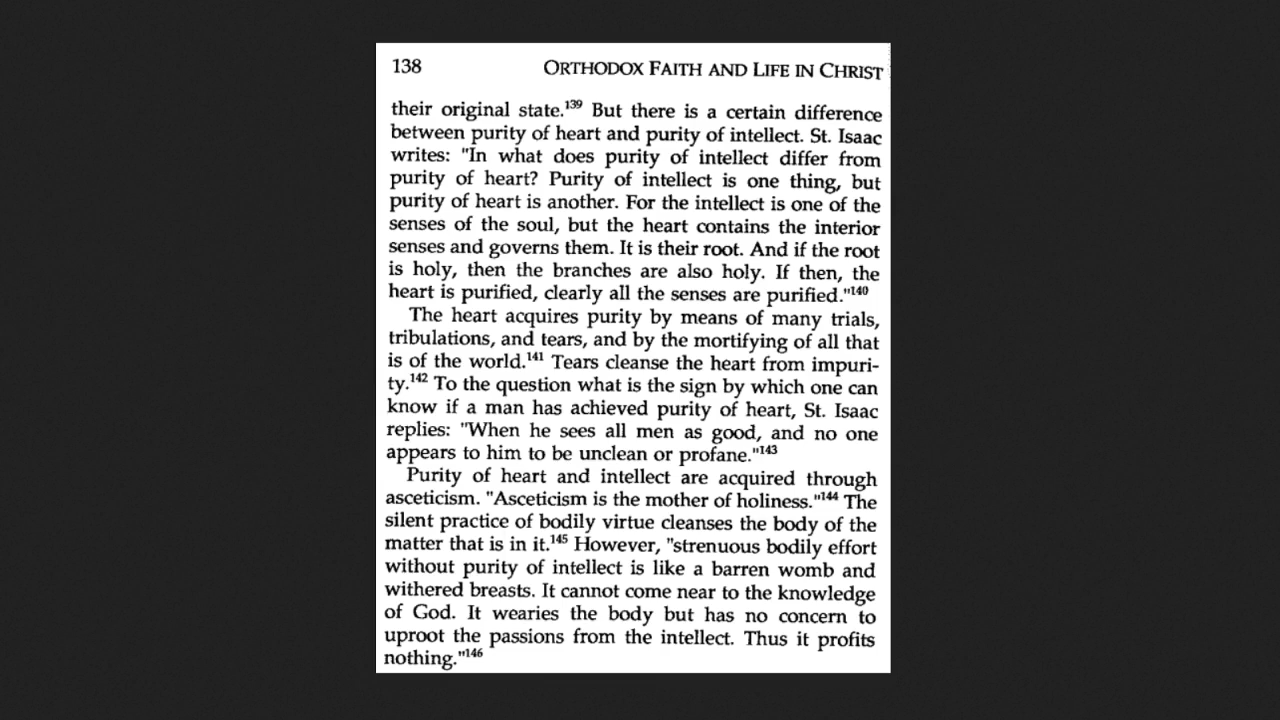 138 ORTHODOX FAITH AND LIFE IN CHRIST
their original state.¹³⁹ But there is a certain difference
between purity of heart and purity of intellect. St. Isaac
writes: "In what does purity of intellect differ from
purity of heart? Purity of intellect is one thing, but
purity of heart is another. For the intellect is one of the
senses of the soul, but the heart contains the interior
senses and governs them. It is their root. And if the root
is holy, then the branches are also holy. If then, the
heart is purified, clearly all the senses are purified."¹⁴⁰
The heart acquires purity by means of many trials,
tribulations, and tears, and by the mortifying of all that
is of the world.¹⁴¹ Tears cleanse the heart from impuri-
ty.¹⁴² To the question what is the sign by which one can
know if a man has achieved purity of heart, St. Isaac
replies: "When he sees all men as good, and no one
appears to him to be unclean or profane."¹⁴³
Purity of heart and intellect are acquired through
asceticism. "Asceticism is the mother of holiness."¹⁴⁴ The
silent practice of bodily virtue cleanses the body of the
matter that is in it.¹⁴⁵ However, "strenuous bodily effort
without purity of intellect is like a barren womb and
withered breasts. It cannot come near to the knowledge
of God. It wearies the body but has no concern to
uproot the passions from the intellect. Thus it profits
nothing."¹⁴⁶